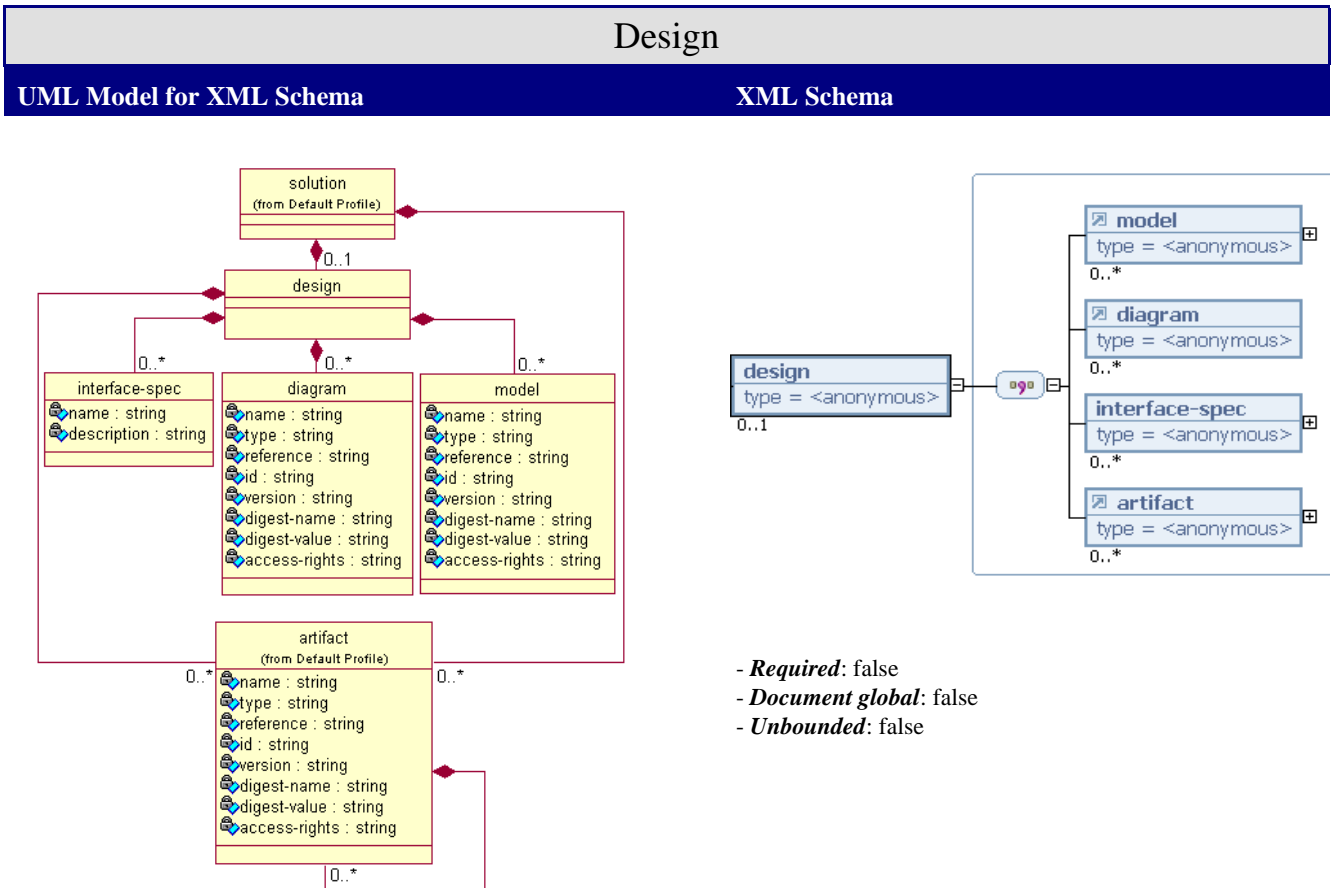 Design
UML Model for XML Schema
XML Schema
solution
(from Default Profile)
0..1
design
0..*
0..*
0..*
interface-spec
name : string
description : string
diagram
name : string
type : string
reference : string
id : string
version : string
digest-name : string
digest-value : string
access-rights : string
model
name : string
type : string
reference : string
id : string
version : string
digest-name : string
digest-value : string
access-rights : string
0..*
artifact
(from Default Profile)
name : string
type : string
reference : string
id : string
version : string
digest-name : string
digest-value : string
access-rights : string
0..*
0..*
design
type = <anonymous>
0..1
model
type = <anonymous>
0..*
diagram
type = <anonymous>
0..*
interface-spec
type = <anonymous>
0..*
artifact
type = <anonymous>
0..*
- Required: false
- Document global: false
- Unbounded: false